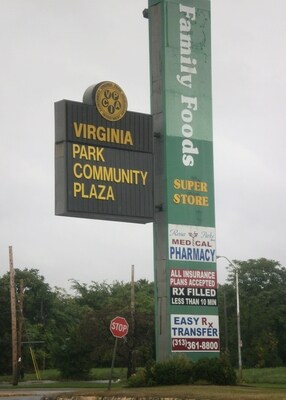 Family Foods
SUPER
STORE
VPCIA
VIRGINIA
PARK
COMMUNITY
PLAZA
MEDICAL
PHARMACY
ALL INSURANCE
PLANS ACCEPTED
RX FILLED
LESS THAN 10 MIN
EASY Rx
TRANSFER
(313)361-8800
STOP